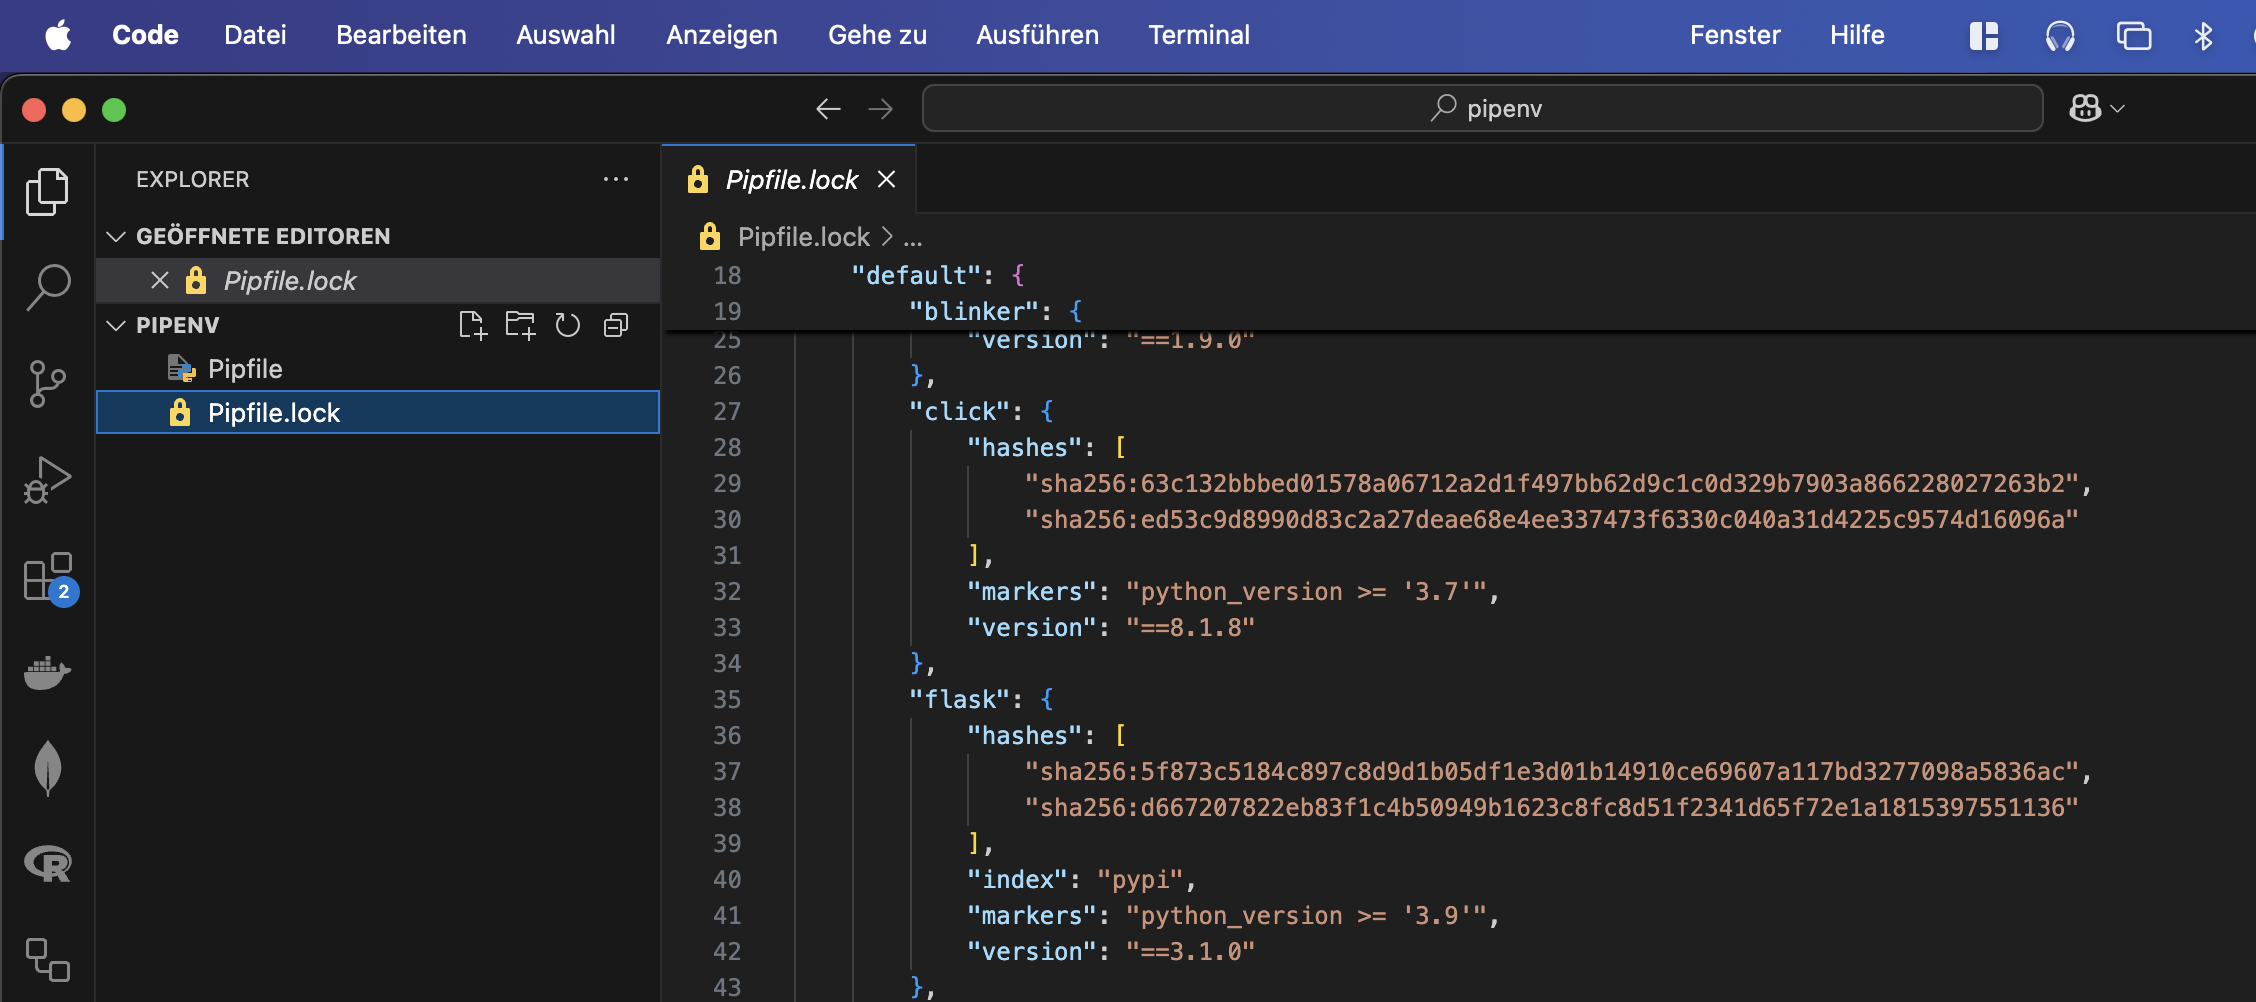 Code Datei Bearbeiten Auswahl Anzeigen Gehe zu Ausführen Terminal Fenster Hilfe
pipenv
EXPLORER
GEÖFFNETE EDITOREN
Pipfile.lock
PIPENV
Pipfile
Pipfile.lock
2
Pipfile.lock
Pipfile.lock > ...
18 "default": {
19 "blinker": {
25 "version": "==1.9.0"
26 },
27 "click": {
28 "hashes": [
29 "sha256:63c132bbbed01578a06712a2d1f497bb62d9c1c0d329b7903a866228027263b2",
30 "sha256:ed53c9d8990d83c2a27deae68e4ee337473f6330c040a31d4225c9574d16096a"
31 ],
32 "markers": "python_version >= '3.7'",
33 "version": "==8.1.8"
34 },
35 "flask": {
36 "hashes": [
37 "sha256:5f873c5184c897c8d9d1b05df1e3d01b14910ce69607a117bd3277098a5836ac",
38 "sha256:d667207822eb83f1c4b50949b1623c8fc8d51f2341d65f72e1a1815397551136"
39 ],
40 "index": "pypi",
41 "markers": "python_version >= '3.9'",
42 "version": "==3.1.0"
43 },